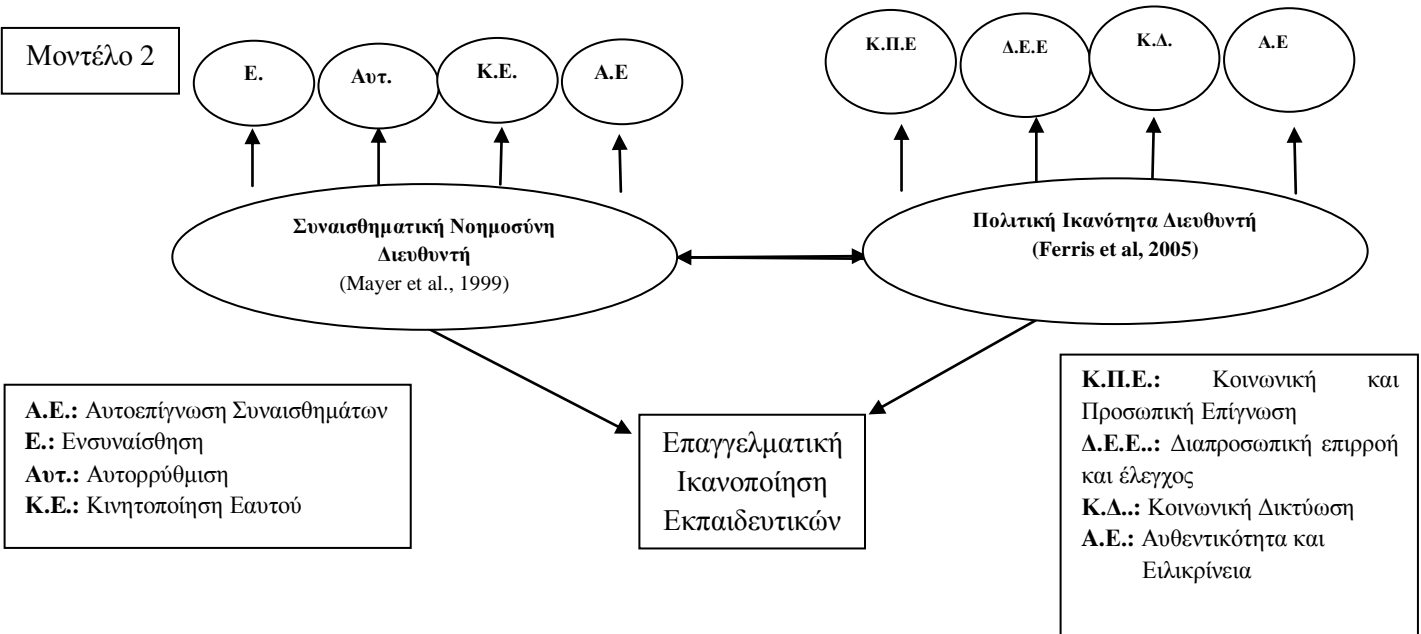 Μοντέλο 2
Ε.
Αυτ.
Κ.Ε.
Α.Ε
Κ.Π.Ε
Δ.Ε.Ε
Κ.Δ.
Α.Ε
Συναισθηματική Νοημοσύνη
Διευθυντή
(Mayer et al., 1999)
Πολιτική Ικανότητα Διευθυντή
(Ferris et al, 2005)
Α.Ε.: Αυτοεπίγνωση Συναισθημάτων
Ε.: Ενσυναίσθηση
Αυτ.: Αυτορρύθμιση
Κ.Ε.: Κινητοποίηση Εαυτού
Επαγγελματική
Ικανοποίηση
Εκπαιδευτικών
Κ.Π.Ε.: Κοινωνική και
Προσωπική Επίγνωση
Δ.Ε.Ε..: Διαπροσωπική επιρροή
και έλεγχος
Κ.Δ..: Κοινωνική Δικτύωση
Α.Ε.: Αυθεντικότητα και
Ειλικρίνεια